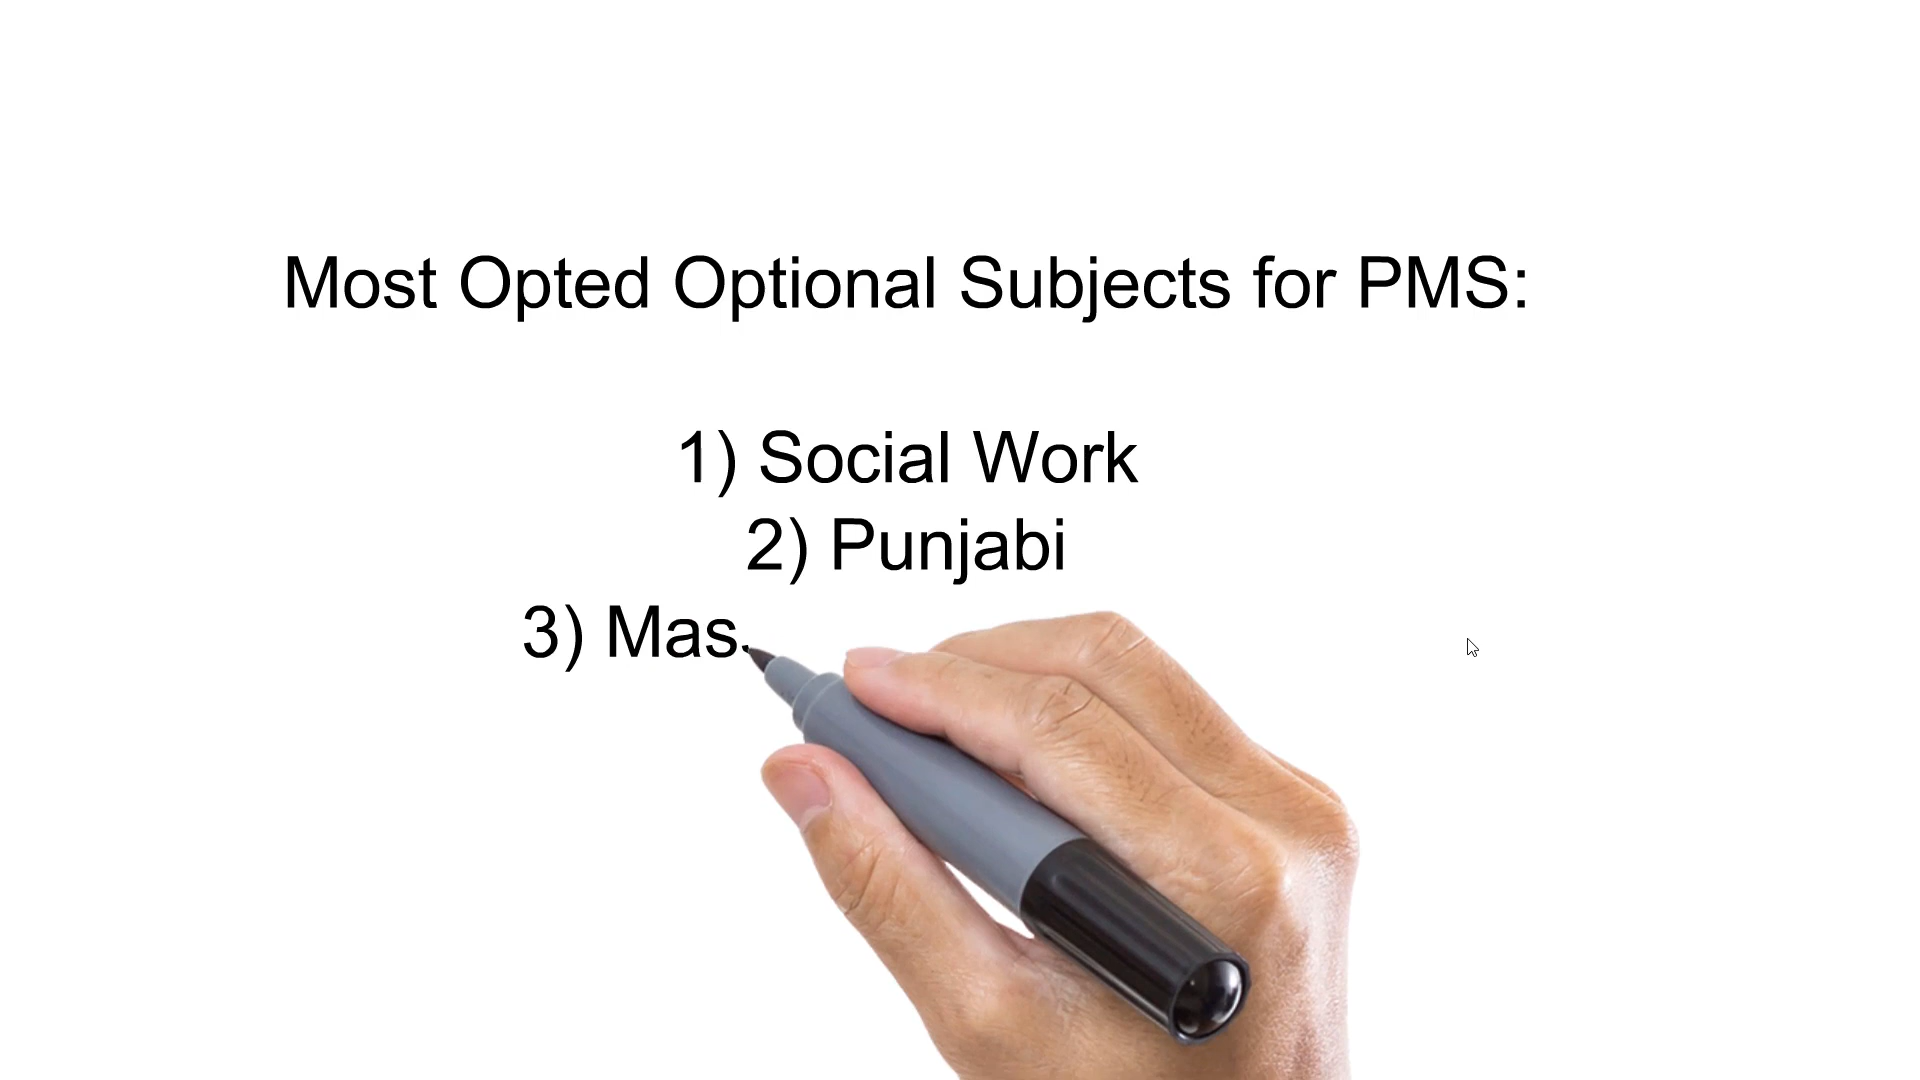 Most Opted Optional Subjects for PMS:
1) Social Work
2) Punjabi
3) Mas